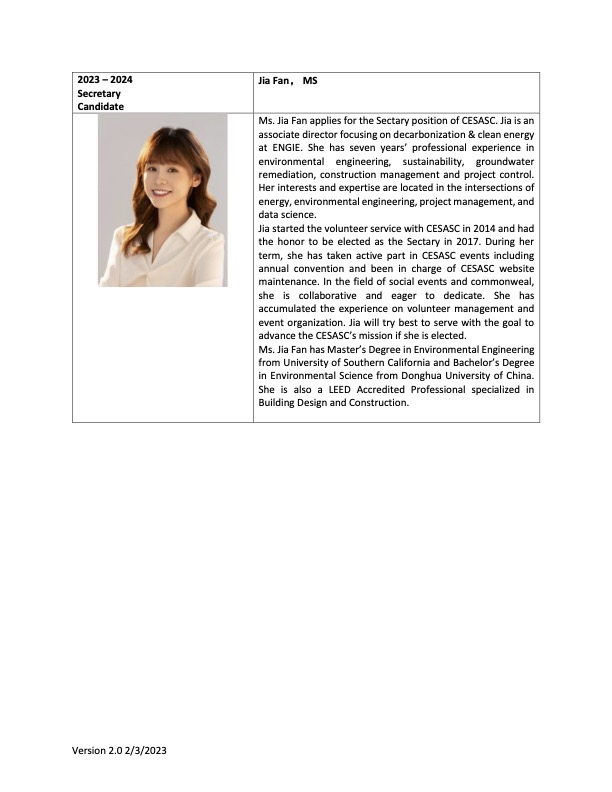 2023 – 2024
Secretary
Candidate
Jia Fan， MS
Ms. Jia Fan applies for the Sectary position of CESASC. Jia is an
associate director focusing on decarbonization & clean energy
at ENGIE. She has seven years’ professional experience in
environmental engineering, sustainability, groundwater
remediation, construction management and project control.
Her interests and expertise are located in the intersections of
energy, environmental engineering, project management, and
data science.
Jia started the volunteer service with CESASC in 2014 and had
the honor to be elected as the Sectary in 2017. During her
term, she has taken active part in CESASC events including
annual convention and been in charge of CESASC website
maintenance. In the field of social events and commonweal,
she is collaborative and eager to dedicate. She has
accumulated the experience on volunteer management and
event organization. Jia will try best to serve with the goal to
advance the CESASC’s mission if she is elected.
Ms. Jia Fan has Master’s Degree in Environmental Engineering
from University of Southern California and Bachelor’s Degree
in Environmental Science from Donghua University of China.
She is also a LEED Accredited Professional specialized in
Building Design and Construction.
Version 2.0 2/3/2023